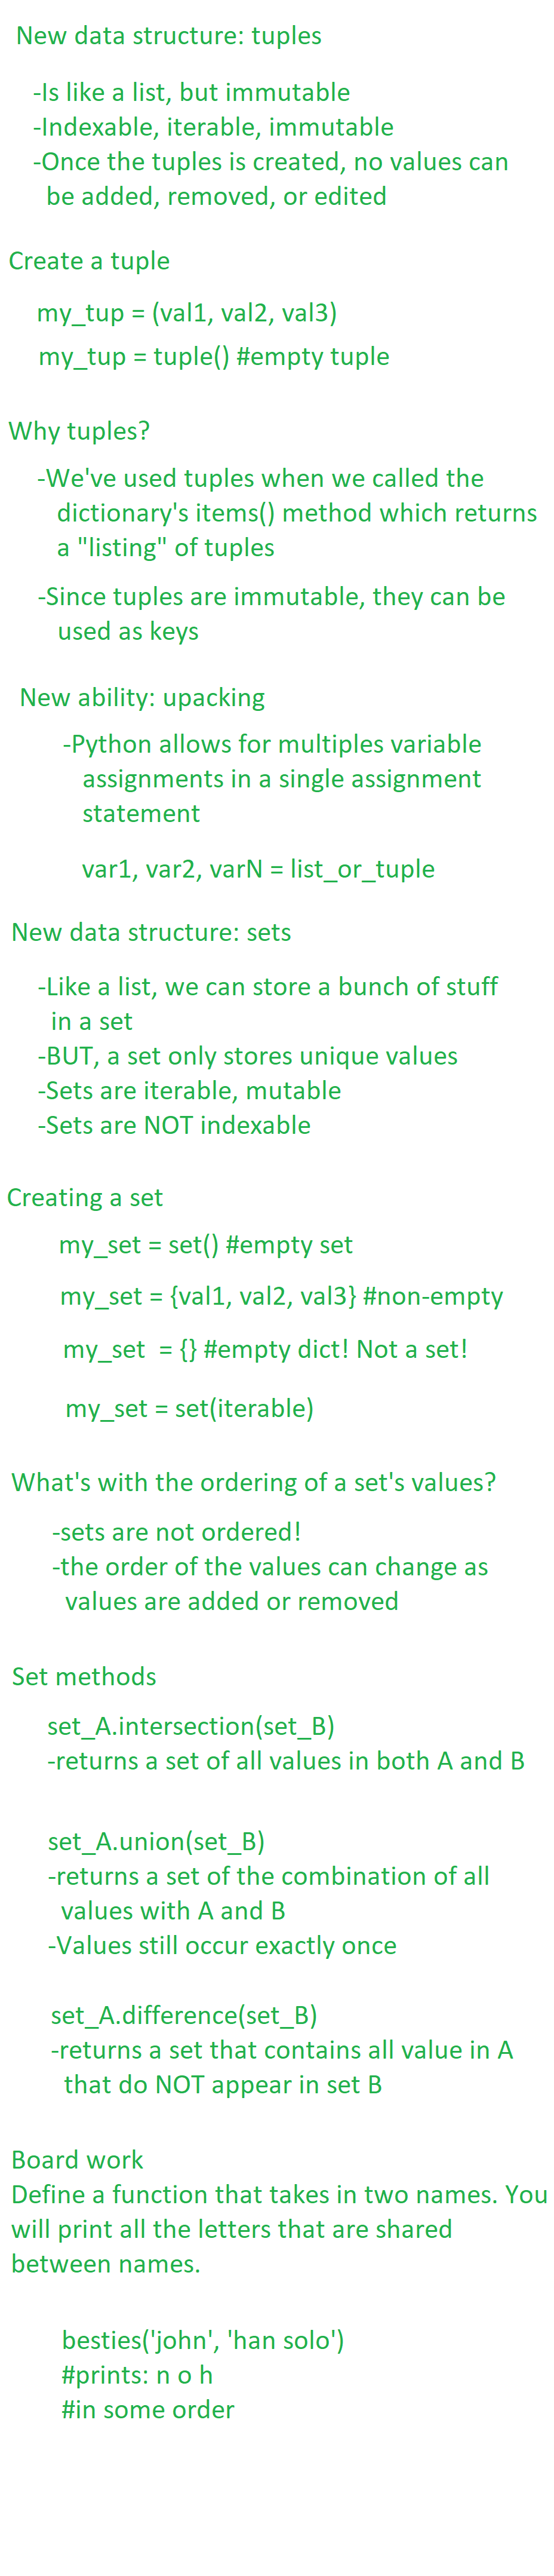 New data structure: tuples
-Is like a list, but immutable
-Indexable, iterable, immutable
-Once the tuples is created, no values can
be added, removed, or edited
Create a tuple
my_tup = (val1, val2, val3)
my_tup = tuple() #empty tuple
Why tuples?
-We've used tuples when we called the
dictionary's items() method which returns
a "listing" of tuples
-Since tuples are immutable, they can be
used as keys
New ability: upacking
-Python allows for multiples variable
assignments in a single assignment
statement
var1, var2, varN = list_or_tuple
New data structure: sets
-Like a list, we can store a bunch of stuff
in a set
-BUT, a set only stores unique values
-Sets are iterable, mutable
-Sets are NOT indexable
Creating a set
my_set = set() #empty set
my_set = {val1, val2, val3} #non-empty
my_set  = {} #empty dict! Not a set!
my_set = set(iterable)
What's with the ordering of a set's values?
-sets are not ordered!
-the order of the values can change as
values are added or removed
Set methods
set_A.intersection(set_B)
-returns a set of all values in both A and B
set_A.union(set_B)
-returns a set of the combination of all
values with A and B
-Values still occur exactly once
set_A.difference(set_B)
-returns a set that contains all value in A
that do NOT appear in set B
Board work
Define a function that takes in two names. You
will print all the letters that are shared
between names.
besties('john', 'han solo')
#prints: n o h
#in some order